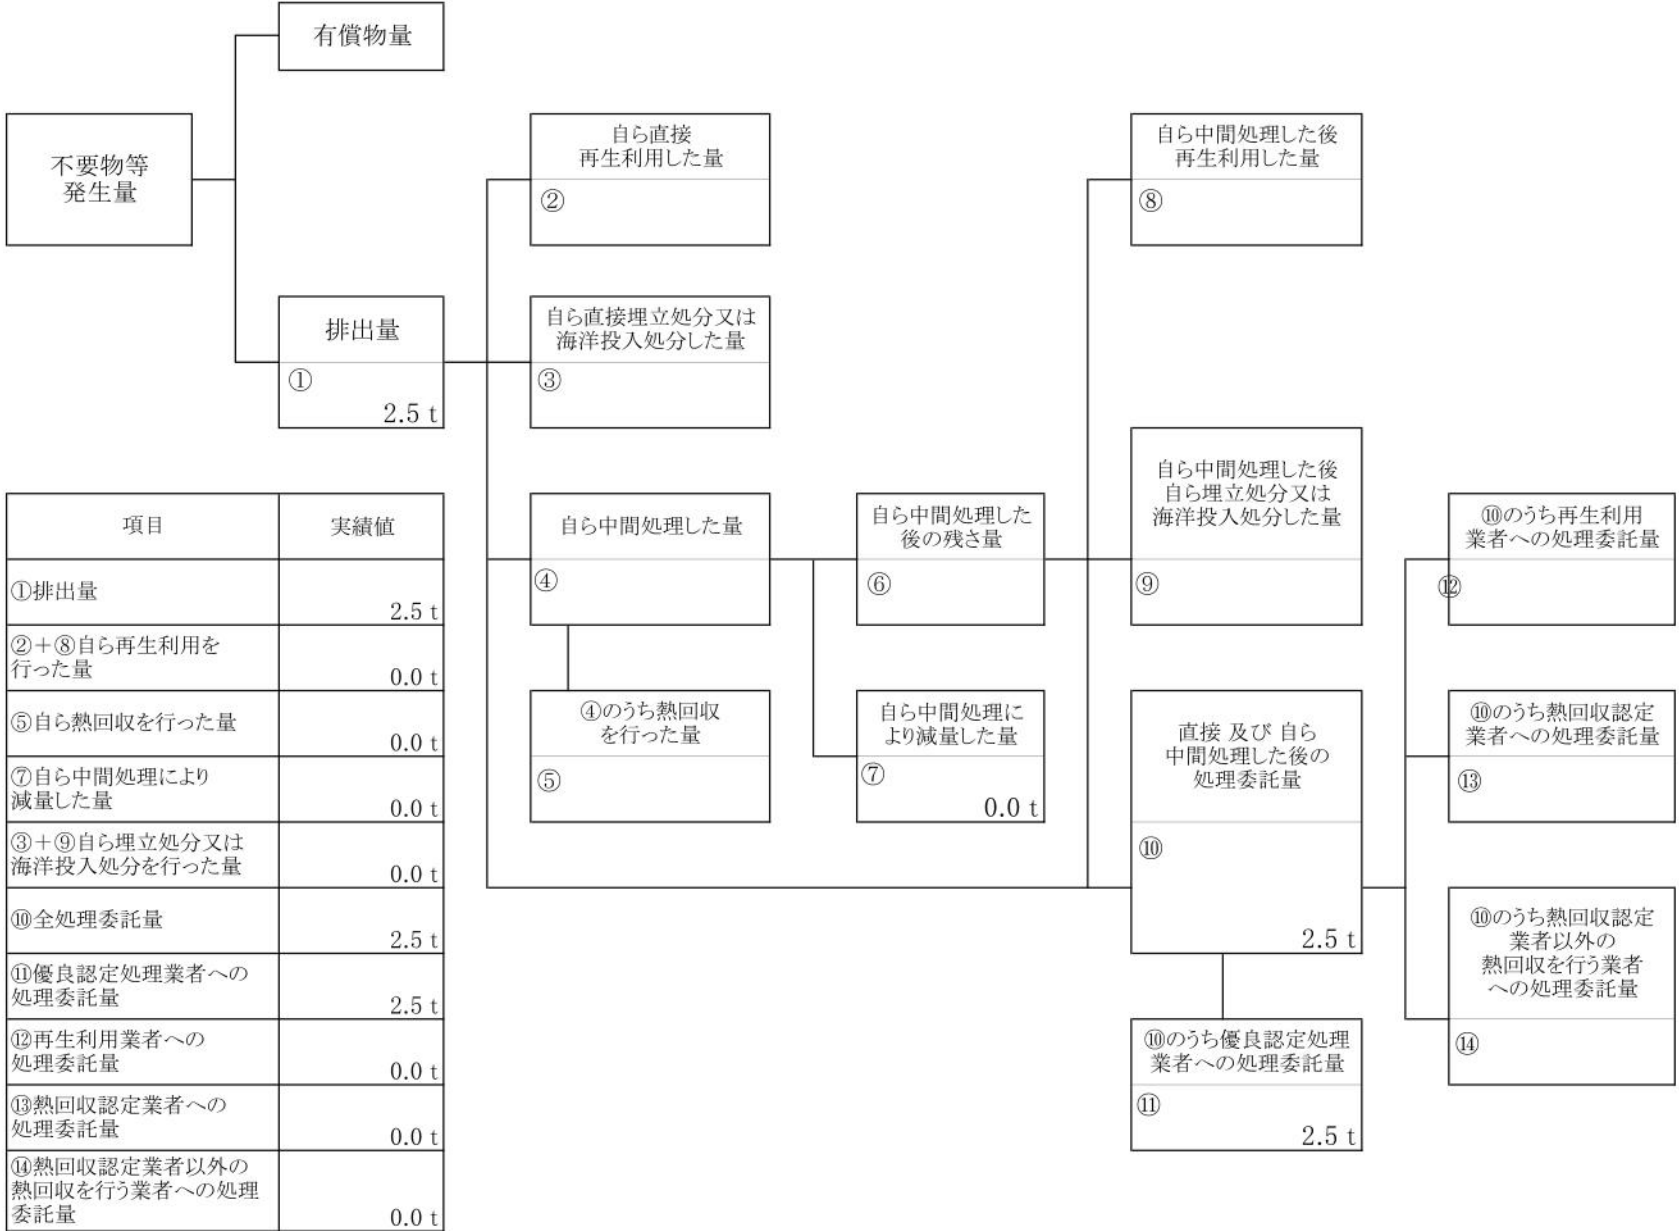 有償物量
不要物等
発生量
自ら直接
再生利用した量
②
自ら中間処理した後
再生利用した量
⑧
排出量
①
2.5 t
自ら直接埋立処分又は
海洋投入処分した量
③
自ら中間処理した量
④
自ら中間処理した
後の残さ量
⑥
自ら中間処理した後
自ら埋立処分又は
海洋投入処分した量
⑨
⑩のうち再生利用
業者への処理委託量
⑫
④のうち熱回収
を行った量
⑤
自ら中間処理に
より減量した量
⑦
0.0 t
直接 及び 自ら
中間処理した後の
処理委託量
⑩
2.5 t
⑩のうち熱回収認定
業者への処理委託量
⑬
⑩のうち熱回収認定
業者以外の
熱回収を行う業者
への処理委託量
⑭
⑩のうち優良認定処理
業者への処理委託量
⑪
2.5 t
項目 実績値
①排出量
2.5 t
②＋⑧自ら再生利用を
行った量
0.0 t
⑤自ら熱回収を行った量
0.0 t
⑦自ら中間処理により
減量した量
0.0 t
③＋⑨自ら埋立処分又は
海洋投入処分を行った量
0.0 t
⑩全処理委託量
2.5 t
⑪優良認定処理業者への
処理委託量
2.5 t
⑫再生利用業者への
処理委託量
0.0 t
⑬熱回収認定業者への
処理委託量
0.0 t
⑭熱回収認定業者以外の
熱回収を行う業者への処理
委託量
0.0 t